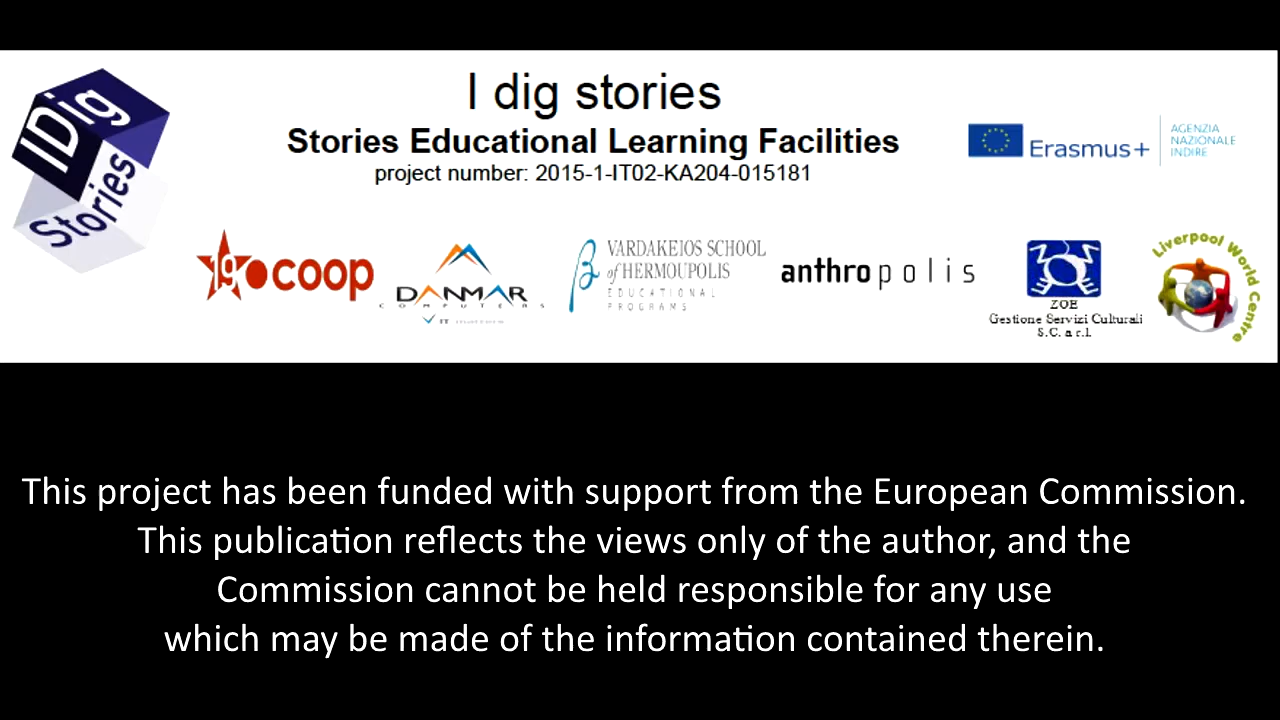 IDig
Stories
I dig stories
Stories Educational Learning Facilities
project number: 2015-1-IT02-KA204-015181
Erasmus+
AGENZIA
NAZIONALE
INDIRE
19 coop
DANMAR
COMPUTERS
IT
VARDAKEIOS SCHOOL
of HERMOUPOLIS
EDUCATIONAL
PROGRAMS
anthropolis
ZOE
Gestione Servizi Culturali
S.C. a r.l.
Liverpool World Centre
This project has been funded with support from the European Commission.
This publication reflects the views only of the author, and the
Commission cannot be held responsible for any use
which may be made of the information contained therein.